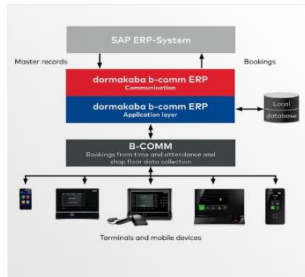 SAP ERP-System
Master records
Bookings
dormakaba b-comm ERP
Communication
dormakaba b-comm ERP
Application layer
Local
database
B-COMM
Bookings from time and attendance and
shop floor data collection
Terminals and mobile devices